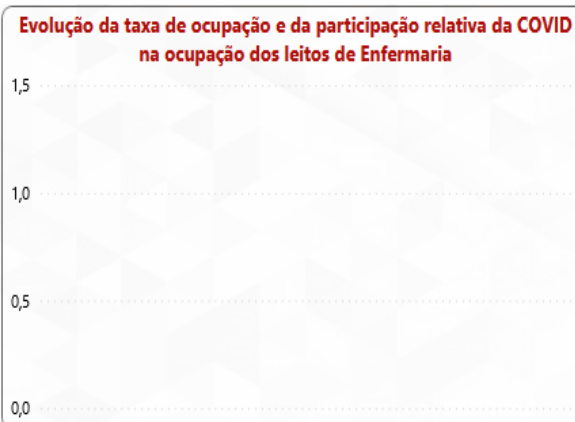 Evolução da taxa de ocupação e da participação relativa da COVID
na ocupação dos leitos de Enfermaria
1,5
1,0
0,5
0,0